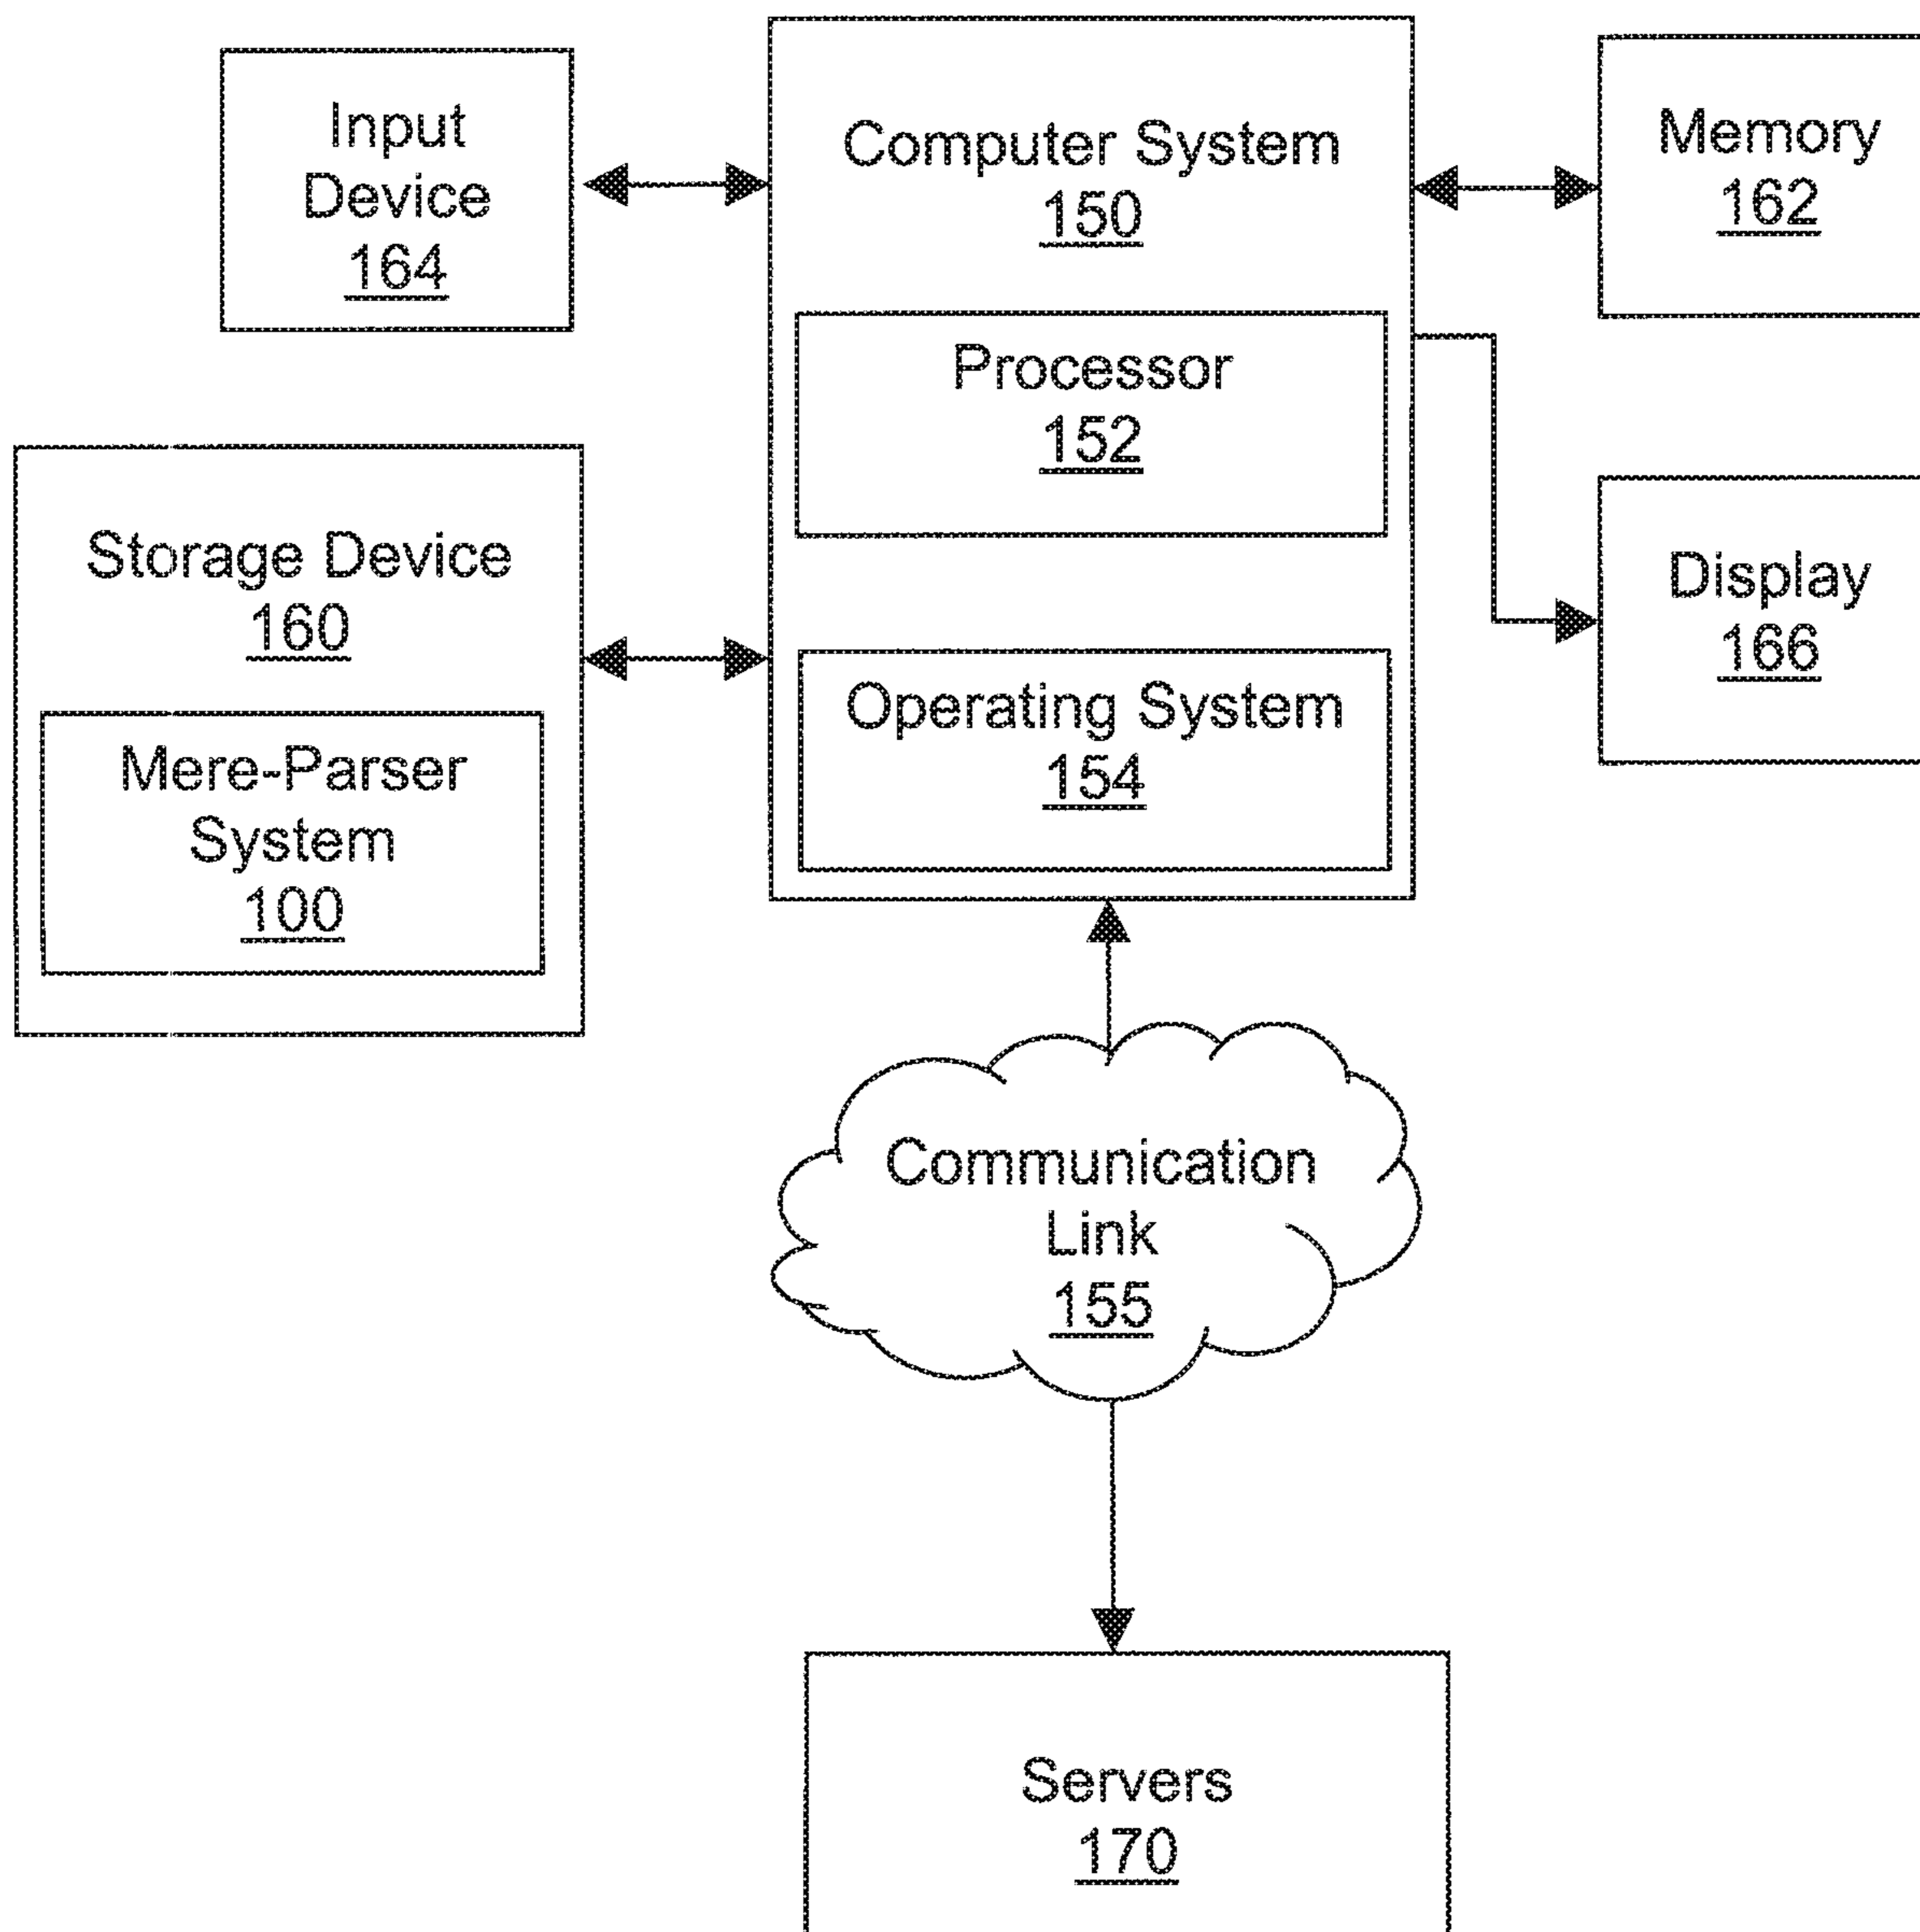 Input
Device
164
Computer System
150
Memory
162
Processor
152
Storage Device
160
Display
166
Operating System
154
Mere-Parser
System
100
Communication
Link
155
Servers
170